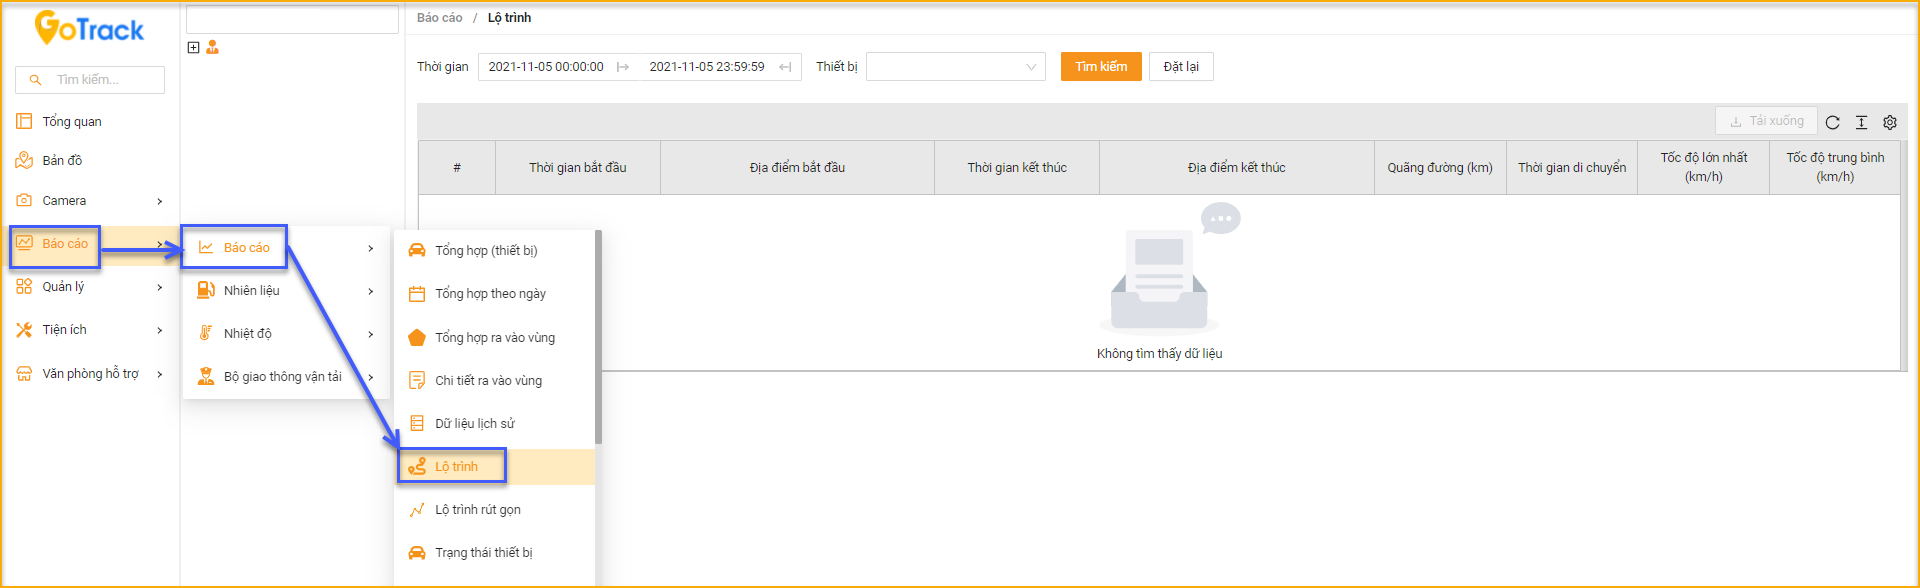 GoTrack
Tìm kiếm...
Tổng quan
Bản đồ
Camera
Báo cáo
Quản lý
Tiện ích
Văn phòng hỗ trợ
Báo cáo
Nhiên liệu
Nhiệt độ
Bộ giao thông vận tải
Tổng hợp (thiết bị)
Tổng hợp theo ngày
Tổng hợp ra vào vùng
Chi tiết ra vào vùng
Dữ liệu lịch sử
Lộ trình
Lộ trình rút gọn
Trạng thái thiết bị
Báo cáo / Lộ trình
Thời gian 2021-11-05 00:00:00 2021-11-05 23:59:59 Thiết bị Tìm kiếm Đặt lại
Tải xuống
# Thời gian bắt đầu Địa điểm bắt đầu Thời gian kết thúc Địa điểm kết thúc Quãng đường (km) Thời gian di chuyển Tốc độ lớn nhất (km/h) Tốc độ trung bình (km/h)
Không tìm thấy dữ liệu